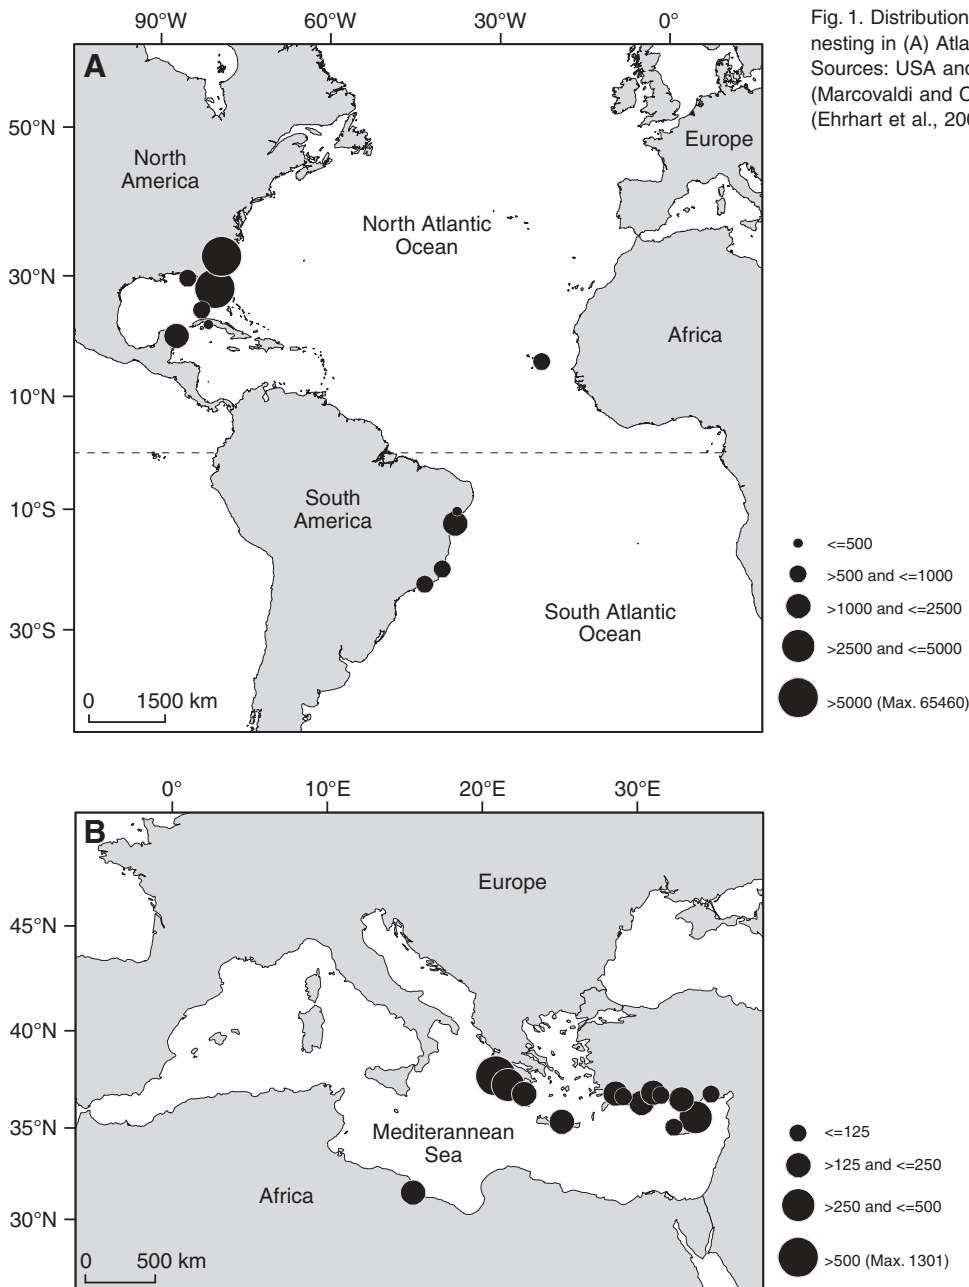 90°W 60°W 30°W 0°
Fig. 1. Distribution
nesting in (A) Atla
Sources: USA and
(Marcovaldi and C
(Ehrhart et al., 200
A
50°N
North
America
Europe
North Atlantic
Ocean
30°N
Africa
10°N
10°S
South
America
South Atlantic
Ocean
30°S
0 1500 km
<=500
>500 and <=1000
>1000 and <=2500
>2500 and <=5000
>5000 (Max. 65460)
0° 10°E 20°E 30°E
B
Europe
45°N
40°N
35°N
Mediterannean
Sea
Africa
30°N
0 500 km
<=125
>125 and <=250
>250 and <=500
>500 (Max. 1301)